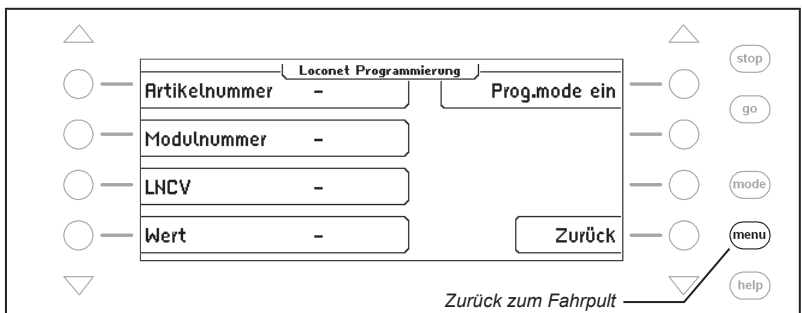 Loconet Programmierung
stop
Artikelnummer -
Prog.mode ein
go
Modulnummer -
LNCV -
mode
Wert -
Zurück
menu
help
Zurück zum Fahrpult